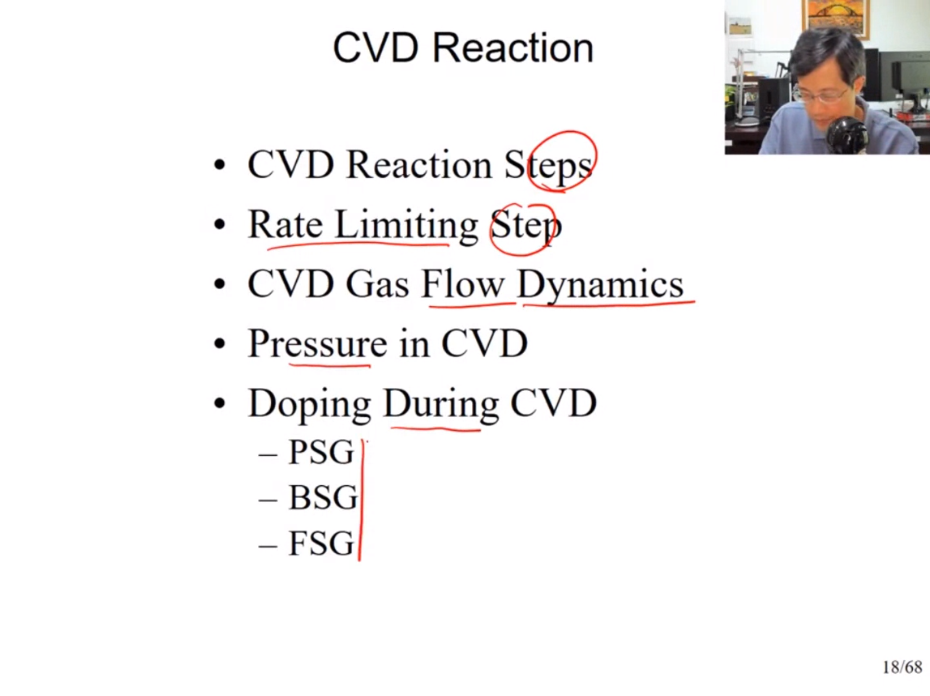 CVD Reaction
• CVD Reaction Steps
• Rate Limiting Step
• CVD Gas Flow Dynamics
• Pressure in CVD
• Doping During CVD
– PSG
– BSG
– FSG
18/68